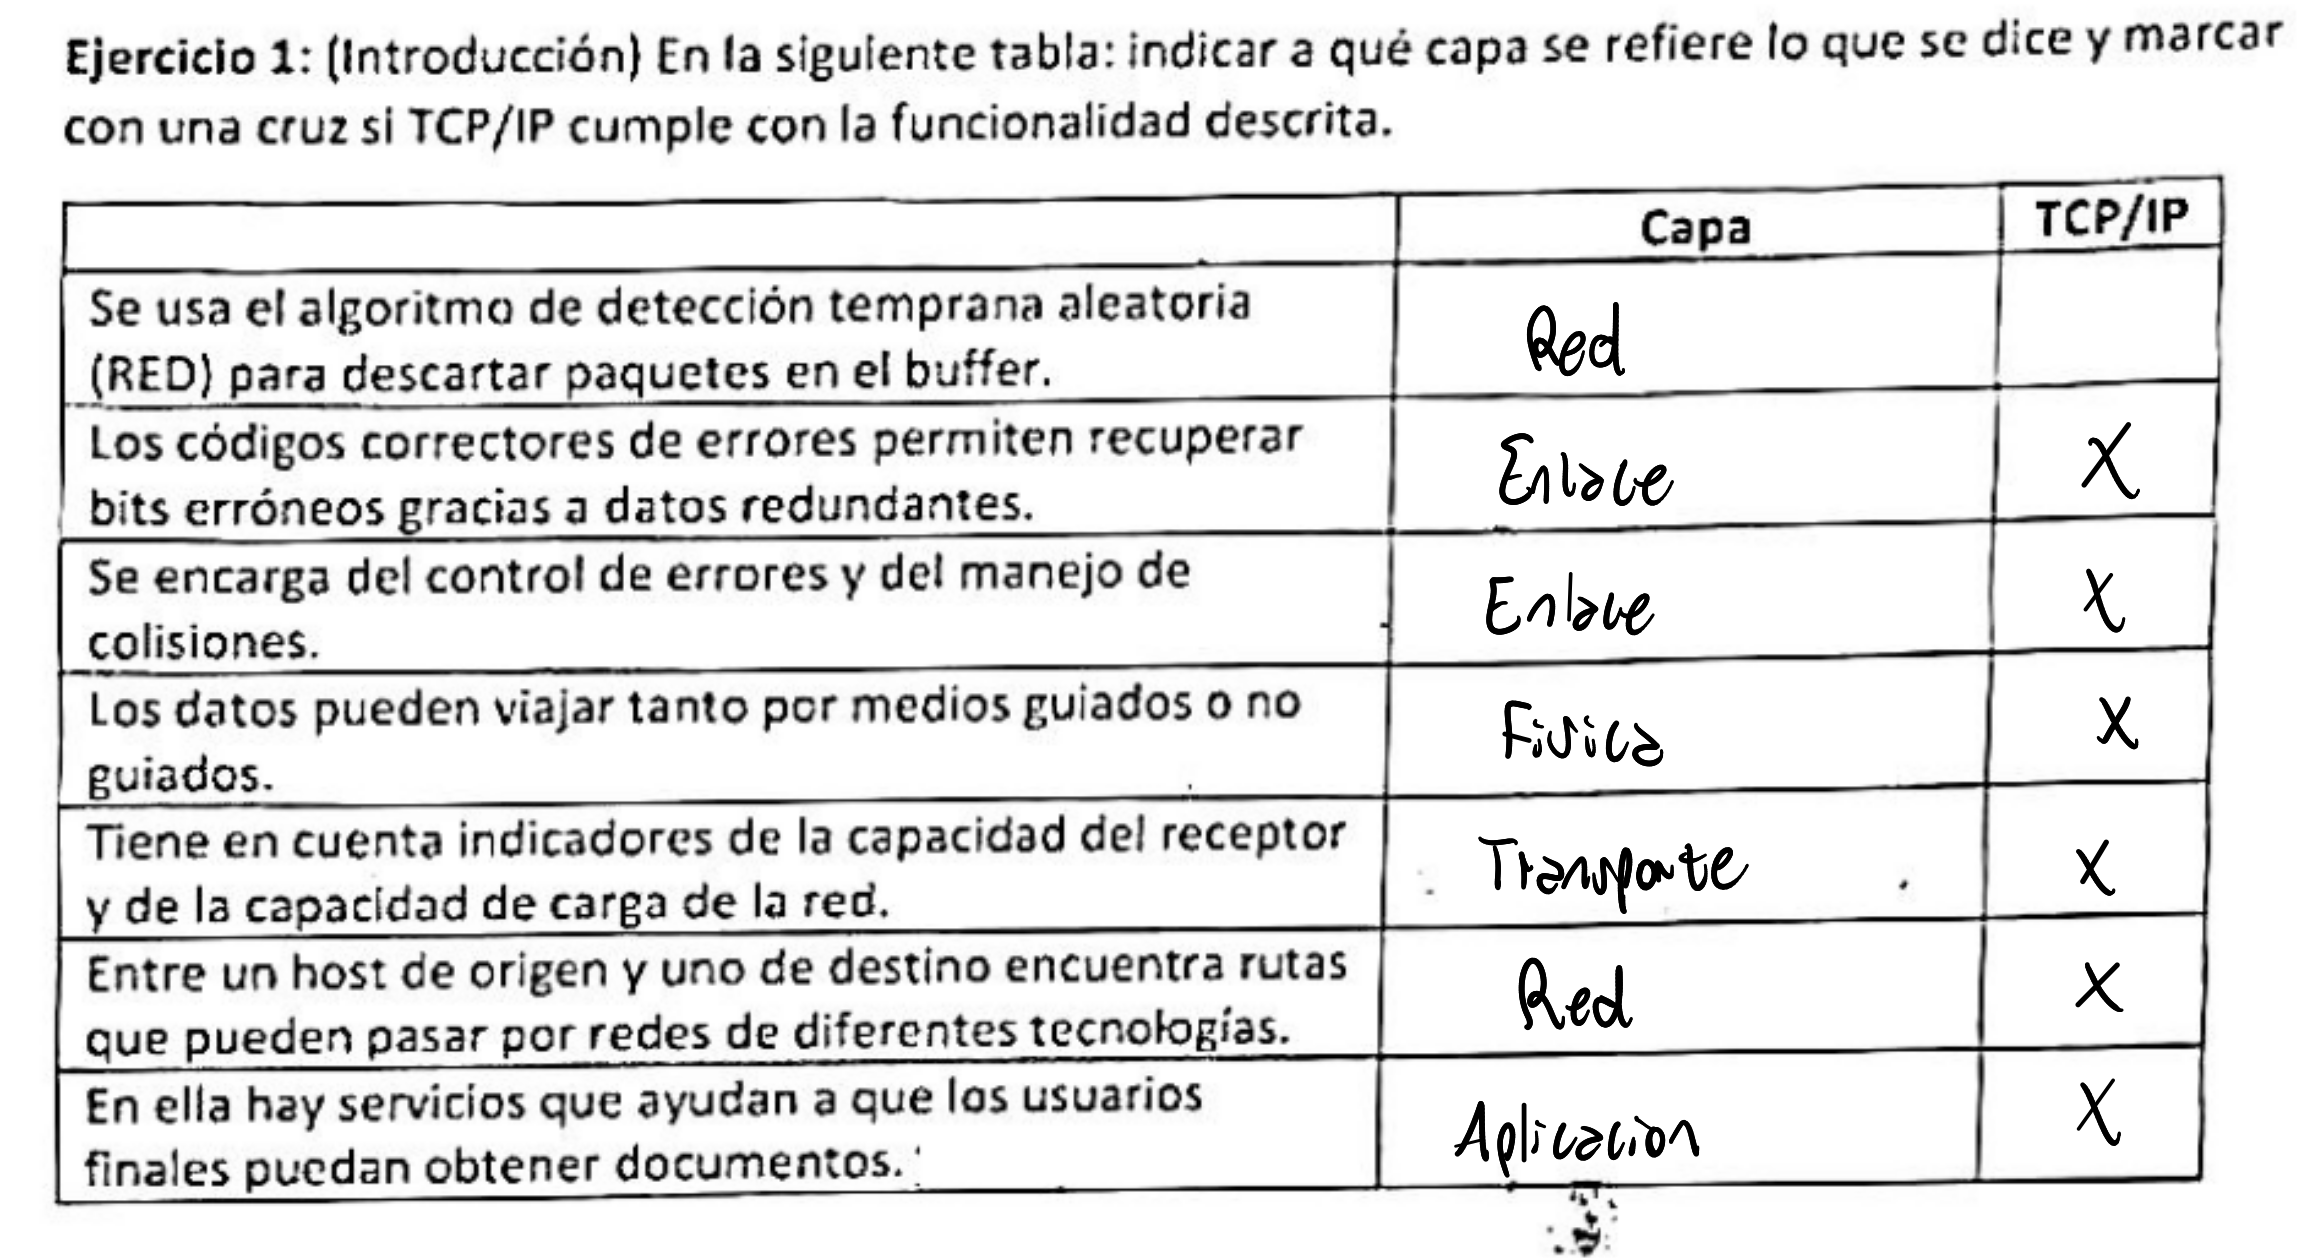 Ejercicio 1: (Introducción) En la siguiente tabla: indicar a qué capa se refiere lo que se dice y marcar
con una cruz si TCP/IP cumple con la funcionalidad descrita.
Capa TCP/IP
Se usa el algoritmo de detección temprana aleatoria
(RED) para descartar paquetes en el buffer.
Red
Los códigos correctores de errores permiten recuperar
bits erróneos gracias a datos redundantes.
Enlace X
Se encarga del control de errores y del manejo de
colisiones.
Enlace X
Los datos pueden viajar tanto por medios guiados o no
guiados.
Fisica X
Tiene en cuenta indicadores de la capacidad del receptor
y de la capacidad de carga de la red.
Transporte X
Entre un host de origen y uno de destino encuentra rutas
que pueden pasar por redes de diferentes tecnologías.
Red X
En ella hay servicios que ayudan a que los usuarios
finales puedan obtener documentos.
Aplicación X